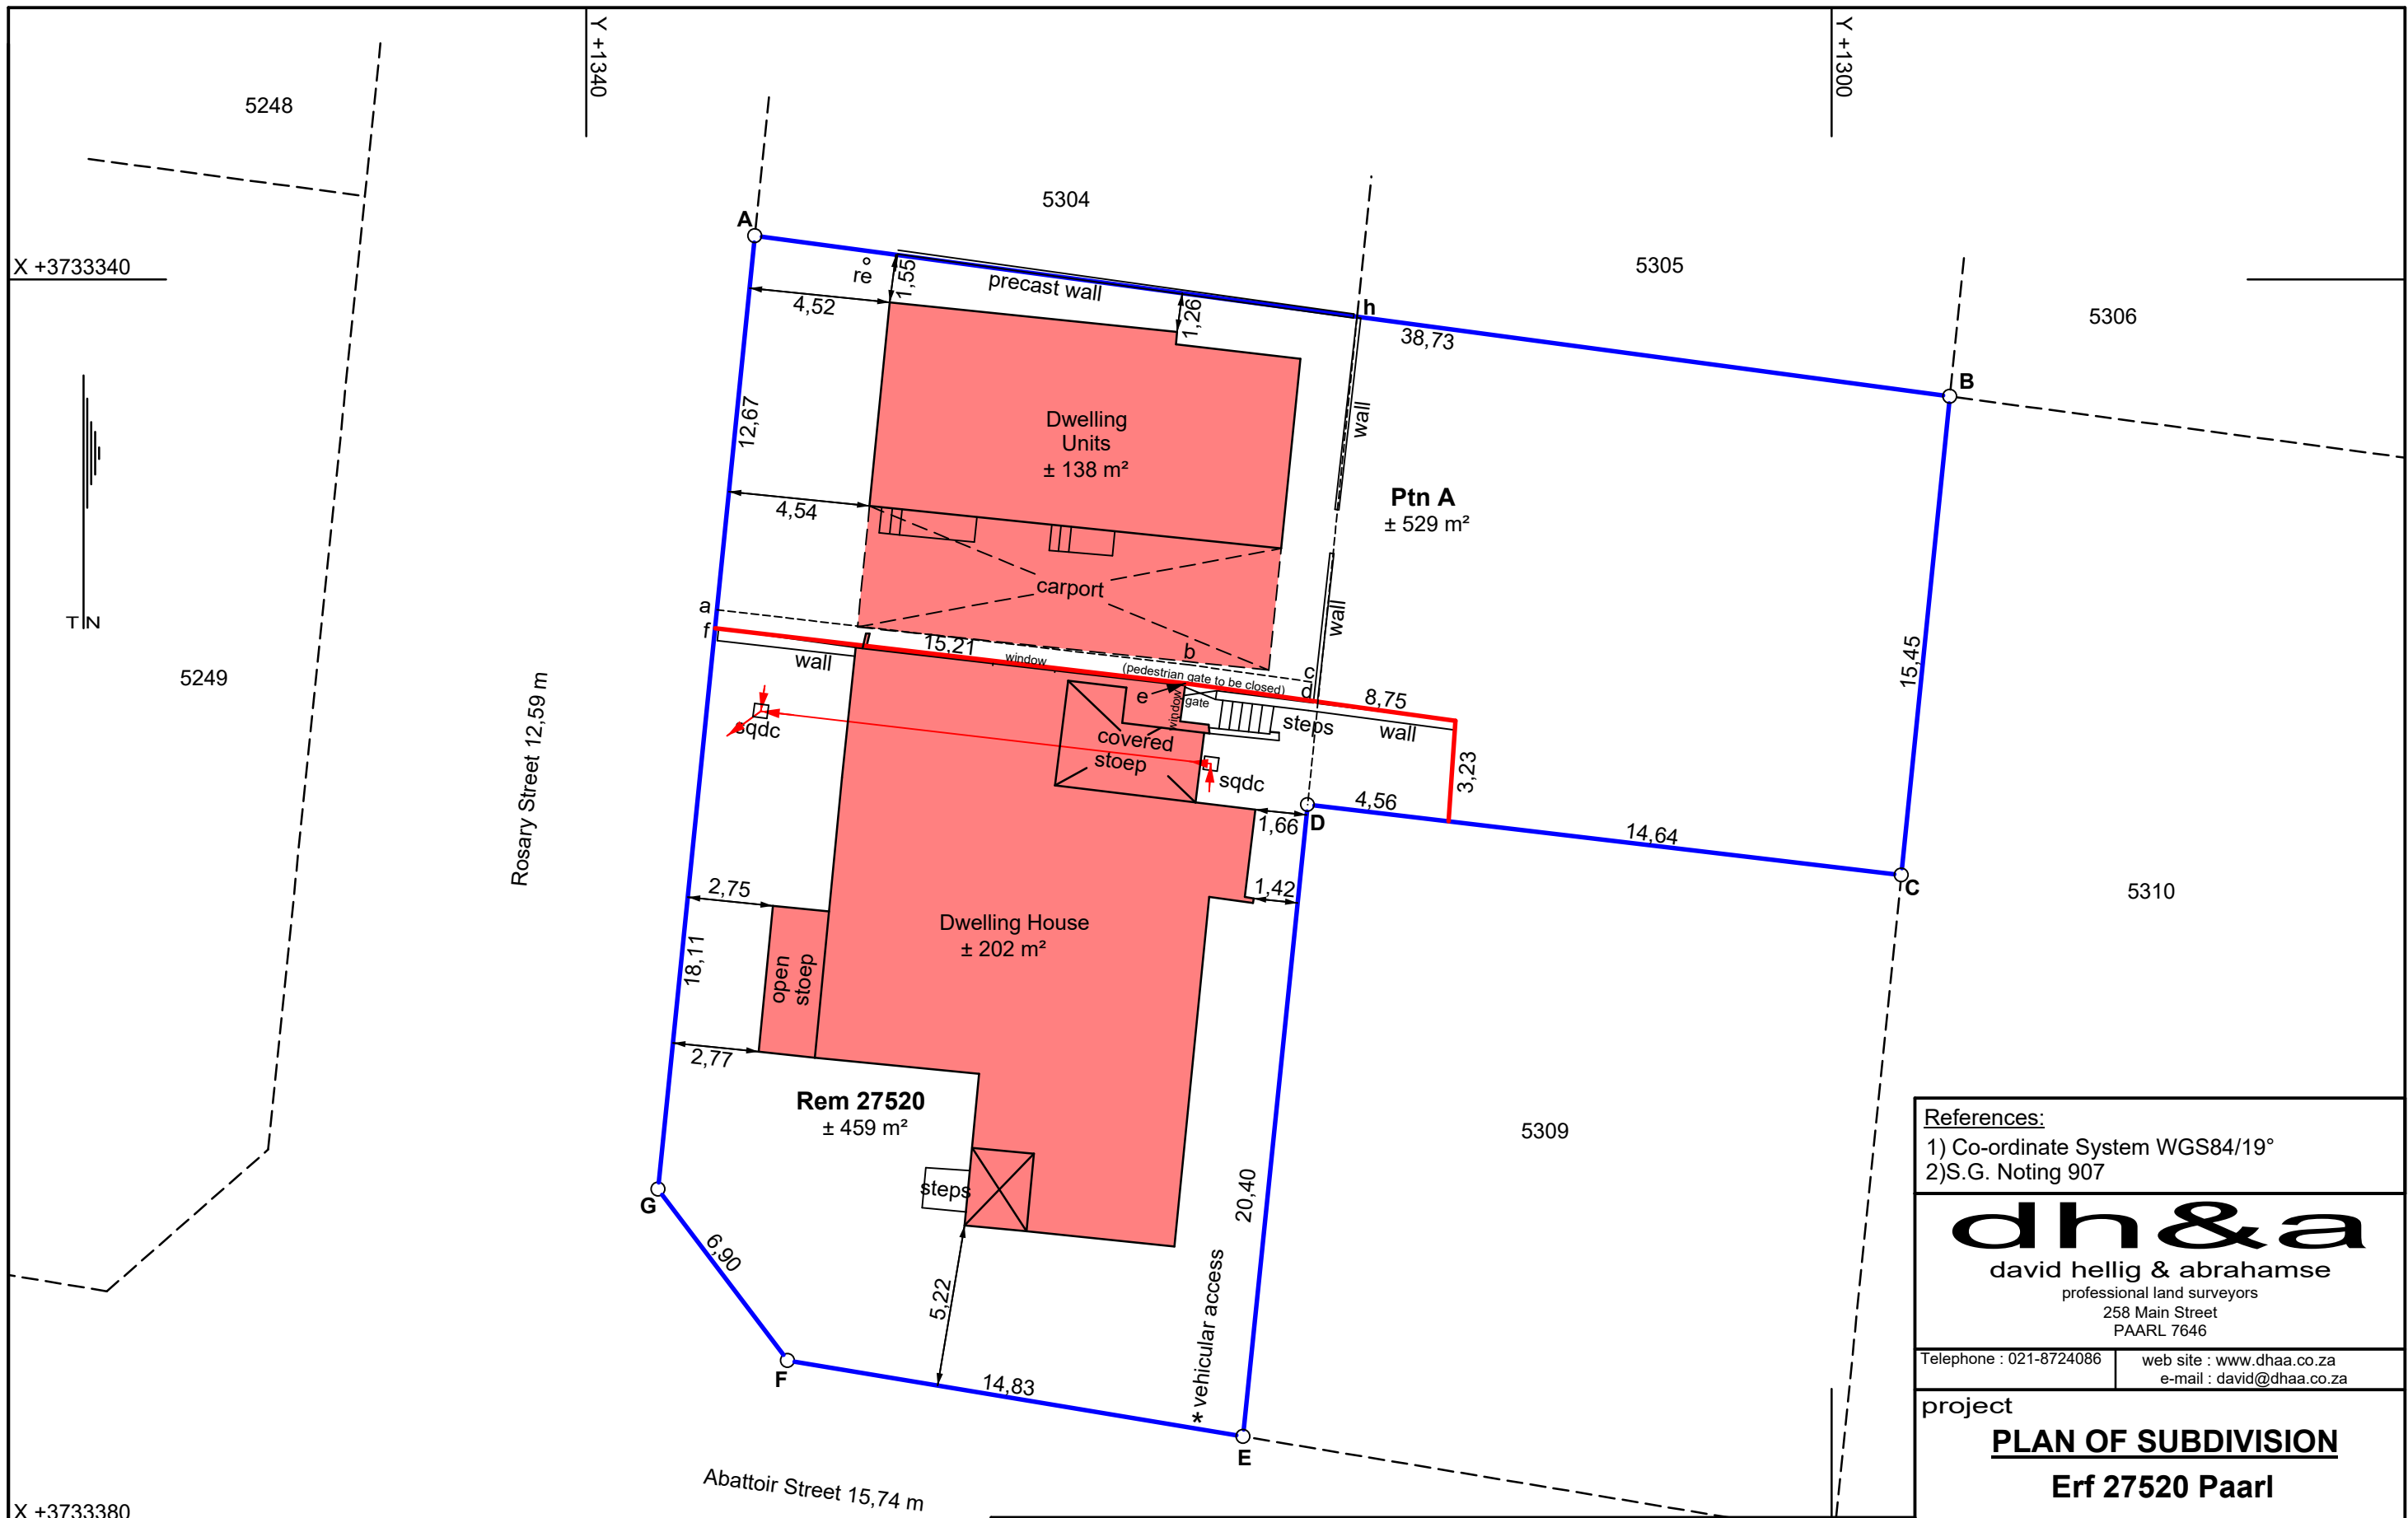 Y +1340
Y +1300
5248
5304
A
X +3733340
re
1,55
precast wall
5305
h
1,26
4,52
38,73
5306
B
12,67
Dwelling
Units
± 138 m²
wall
Ptn A
± 529 m²
4,54
carport
wall
a
f
TN
15,21
window
b
(pedestrian gate to be closed)
c
d
wall
5249
e
window
gate
8,75
steps
wall
15,45
sqdc
covered
stoep
sqdc
3,23
Rosary Street 12,59 m
4,56
1,66
D
14,64
C
2,75
1,42
5310
Dwelling House
± 202 m²
18,11
open
stoep
2,77
Rem 27520
± 459 m²
5309
steps
G
20,40
6,90
5,22
* vehicular access
F
14,83
E
Abattoir Street 15,74 m
X +3733380
References:
1) Co-ordinate System WGS84/19°
2)S.G. Noting 907
dh&a
david hellig & abrahamse
professional land surveyors
258 Main Street
PAARL 7646
Telephone : 021-8724086
web site : www.dhaa.co.za
e-mail : david@dhaa.co.za
project
PLAN OF SUBDIVISION
Erf 27520 Paarl